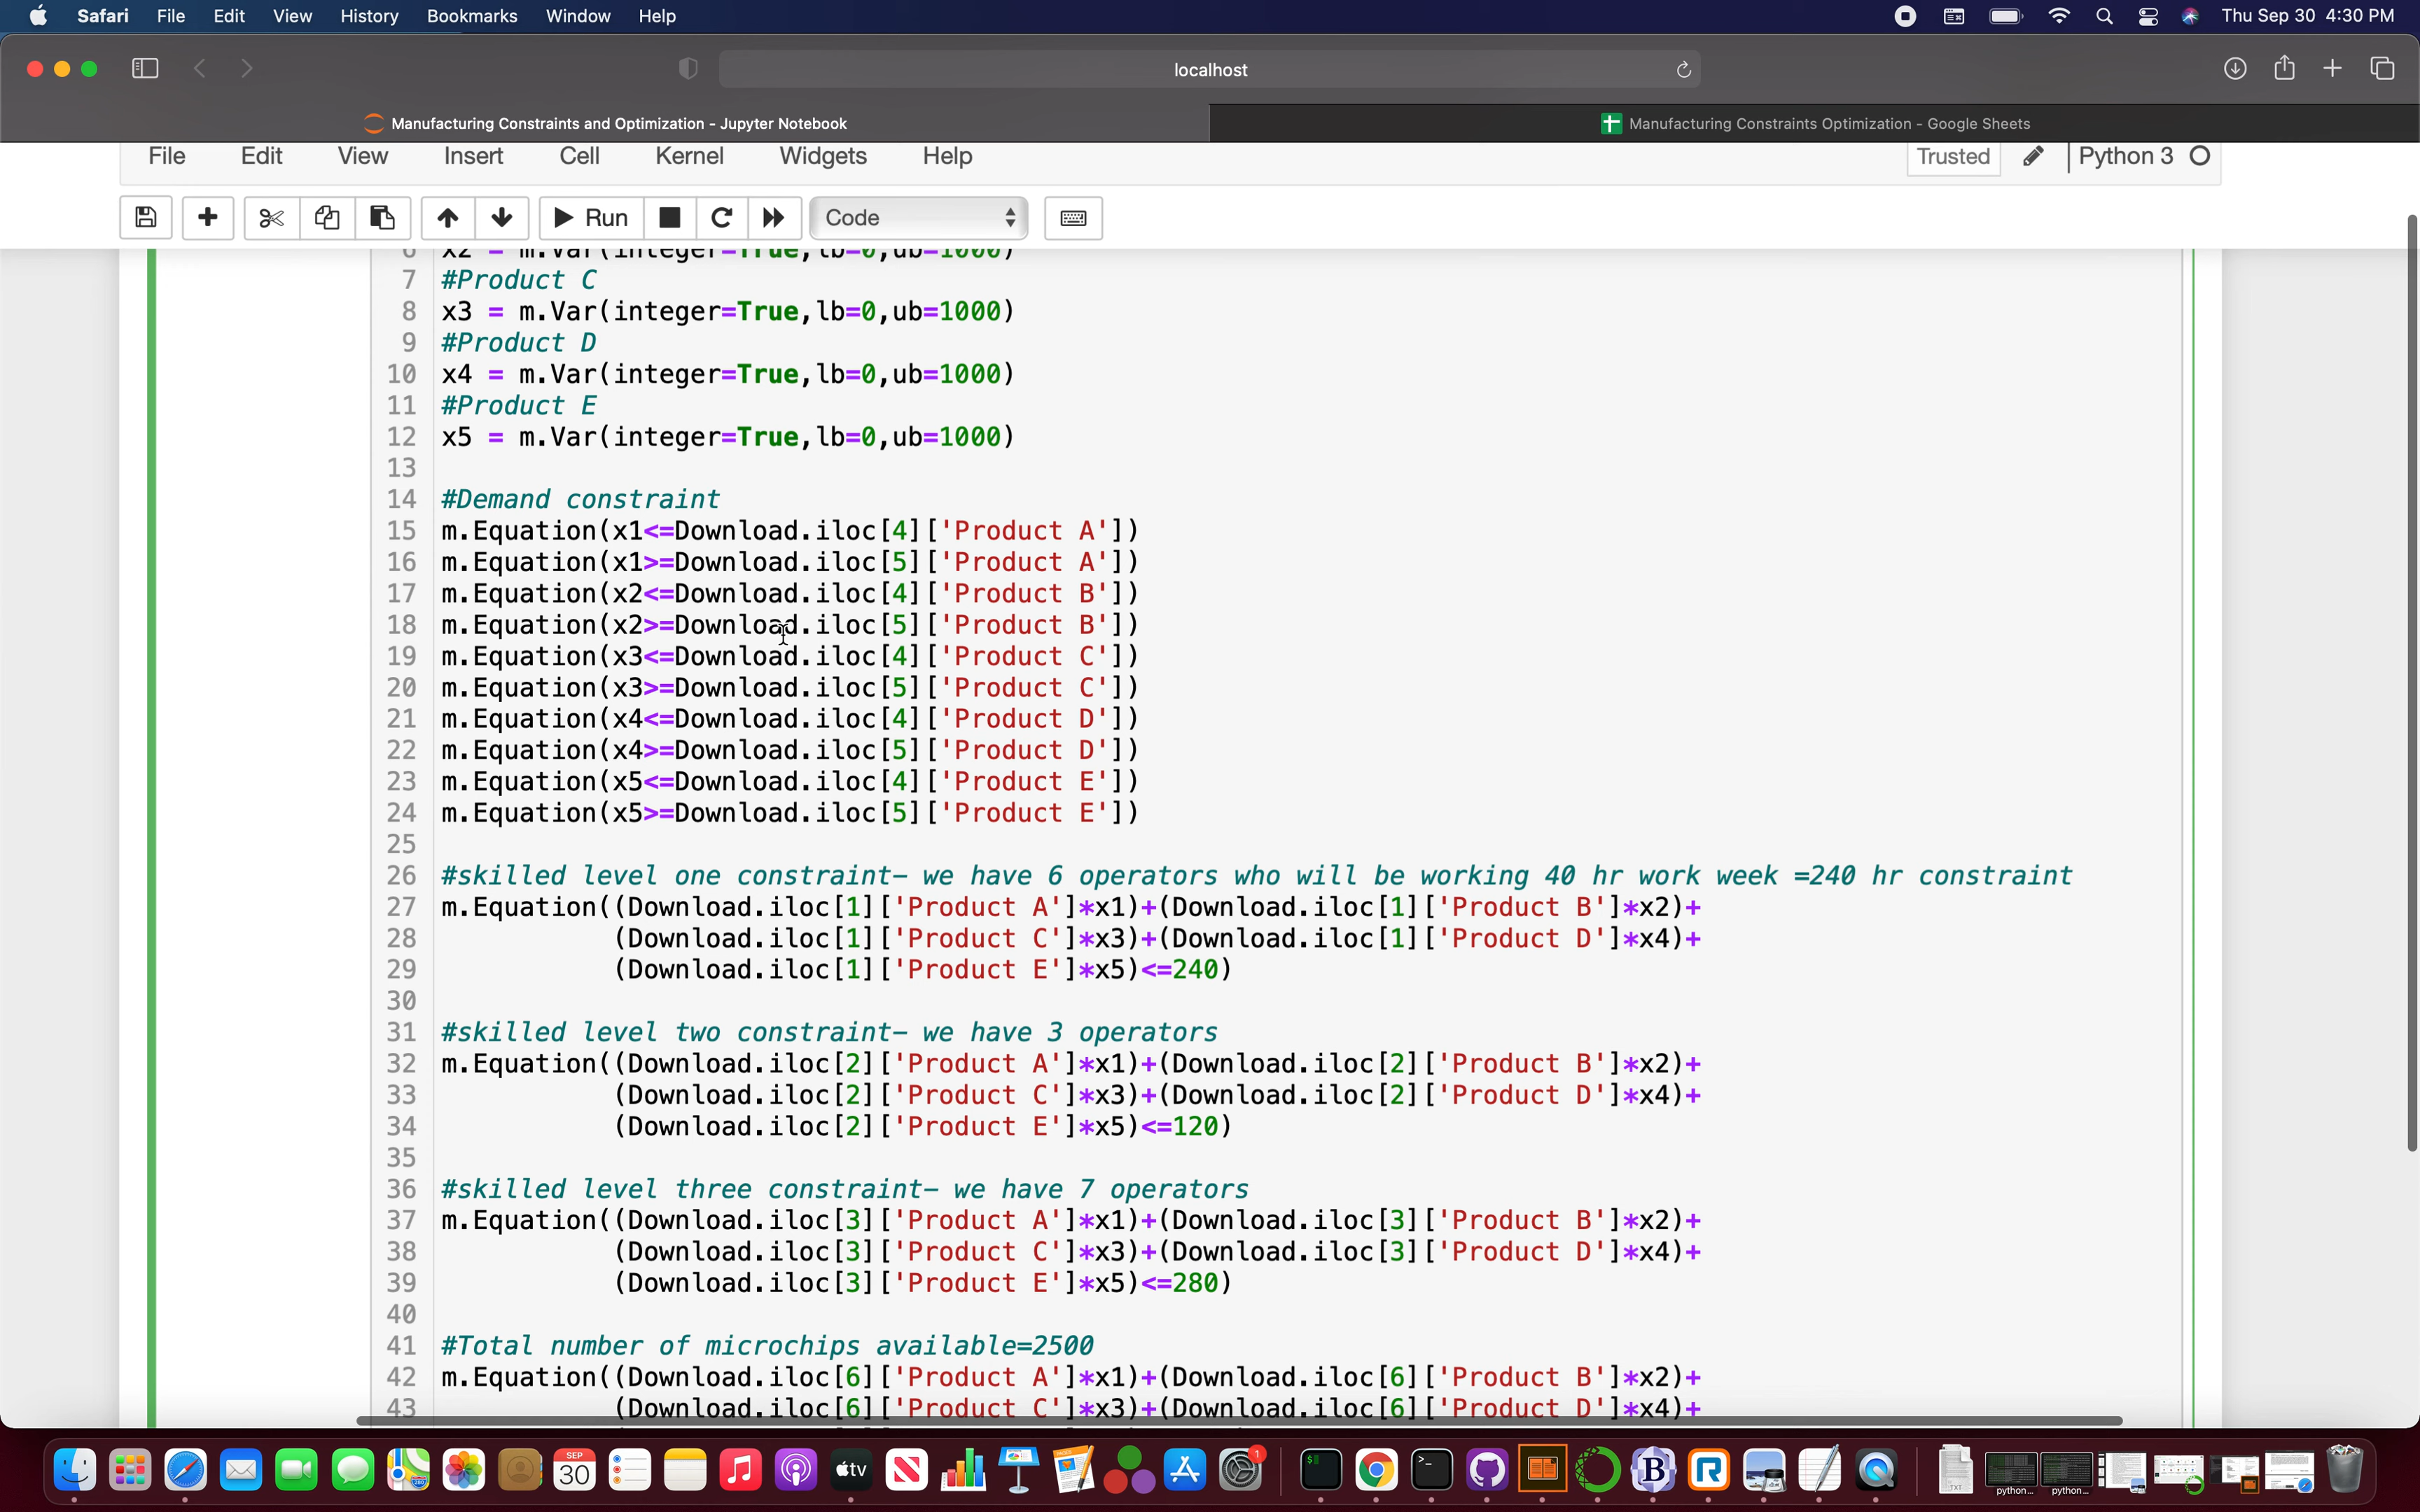 Safari File Edit View History Bookmarks Window Help Thu Sep 30 4:30 PM
localhost
Manufacturing Constraints and Optimization - Jupyter Notebook
Manufacturing Constraints Optimization - Google Sheets
File Edit View Insert Cell Kernel Widgets Help Trusted Python 3
Run Code
6 x2 = m.Var(integer=True,lb=0,ub=1000)
7 #Product C
8 x3 = m.Var(integer=True,lb=0,ub=1000)
9 #Product D
10 x4 = m.Var(integer=True,lb=0,ub=1000)
11 #Product E
12 x5 = m.Var(integer=True,lb=0,ub=1000)
13
14 #Demand constraint
15 m.Equation(x1<=Download.iloc[4]['Product A'])
16 m.Equation(x1>=Download.iloc[5]['Product A'])
17 m.Equation(x2<=Download.iloc[4]['Product B'])
18 m.Equation(x2>=Download.iloc[5]['Product B'])
19 m.Equation(x3<=Download.iloc[4]['Product C'])
20 m.Equation(x3>=Download.iloc[5]['Product C'])
21 m.Equation(x4<=Download.iloc[4]['Product D'])
22 m.Equation(x4>=Download.iloc[5]['Product D'])
23 m.Equation(x5<=Download.iloc[4]['Product E'])
24 m.Equation(x5>=Download.iloc[5]['Product E'])
25
26 #skilled level one constraint- we have 6 operators who will be working 40 hr work week =240 hr constraint
27 m.Equation((Download.iloc[1]['Product A']*x1)+(Download.iloc[1]['Product B']*x2)+
28 (Download.iloc[1]['Product C']*x3)+(Download.iloc[1]['Product D']*x4)+
29 (Download.iloc[1]['Product E']*x5)<=240)
30
31 #skilled level two constraint- we have 3 operators
32 m.Equation((Download.iloc[2]['Product A']*x1)+(Download.iloc[2]['Product B']*x2)+
33 (Download.iloc[2]['Product C']*x3)+(Download.iloc[2]['Product D']*x4)+
34 (Download.iloc[2]['Product E']*x5)<=120)
35
36 #skilled level three constraint- we have 7 operators
37 m.Equation((Download.iloc[3]['Product A']*x1)+(Download.iloc[3]['Product B']*x2)+
38 (Download.iloc[3]['Product C']*x3)+(Download.iloc[3]['Product D']*x4)+
39 (Download.iloc[3]['Product E']*x5)<=280)
40
41 #Total number of microchips available=2500
42 m.Equation((Download.iloc[6]['Product A']*x1)+(Download.iloc[6]['Product B']*x2)+
43 (Download.iloc[6]['Product C']*x3)+(Download.iloc[6]['Product D']*x4)+
SEP
30
tv
1
B
R
TXT
python...
python...